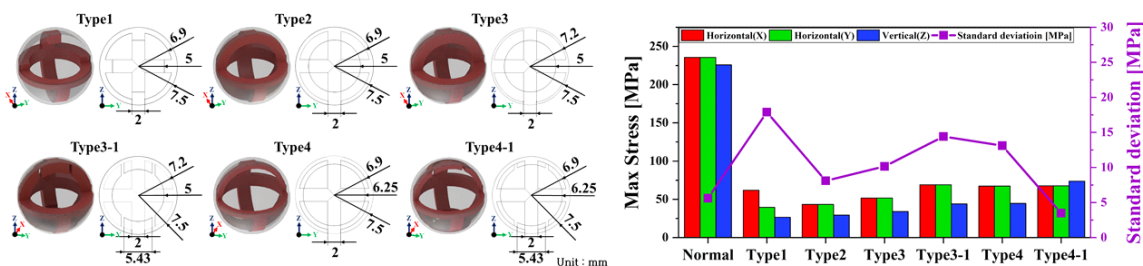 Type1
6.9
5
7.5
2
Z
X
Y
Z
Y
Type2
6.9
5
7.5
2
Z
X
Y
Z
Y
Type3
7.2
5
7.5
2
Z
X
Y
Z
Y
Type3-1
7.2
5
7.5
2
5.43
Z
X
Y
Z
Y
Type4
6.9
6.25
7.5
2
Z
X
Y
Z
Y
Type4-1
6.9
6.25
7.5
2
5.43
Z
X
Y
Z
Y
Unit : mm
Horizontal(X) Horizontal(Y) Vertical(Z) Standard deviatioin [MPa]
Max Stress [MPa]
250
200
150
100
50
0
Normal Type1 Type2 Type3 Type3-1 Type4 Type4-1
30
25
20
15
10
5
0
Standard deviation [MPa]